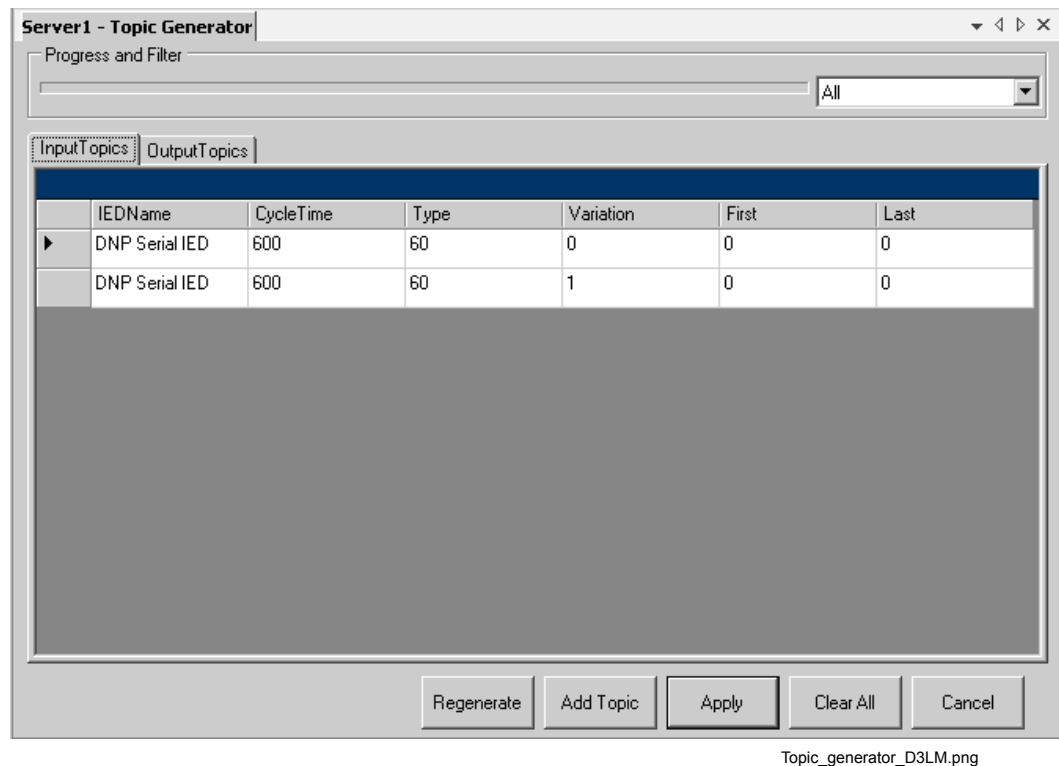 Server1 - Topic Generator
Progress and Filter
All
InputTopics OutputTopics
IEDName CycleTime Type Variation First Last
DNP Serial IED 600 60 0 0 0
DNP Serial IED 600 60 1 0 0
Regenerate Add Topic Apply Clear All Cancel
Topic_generator_D3LM.png